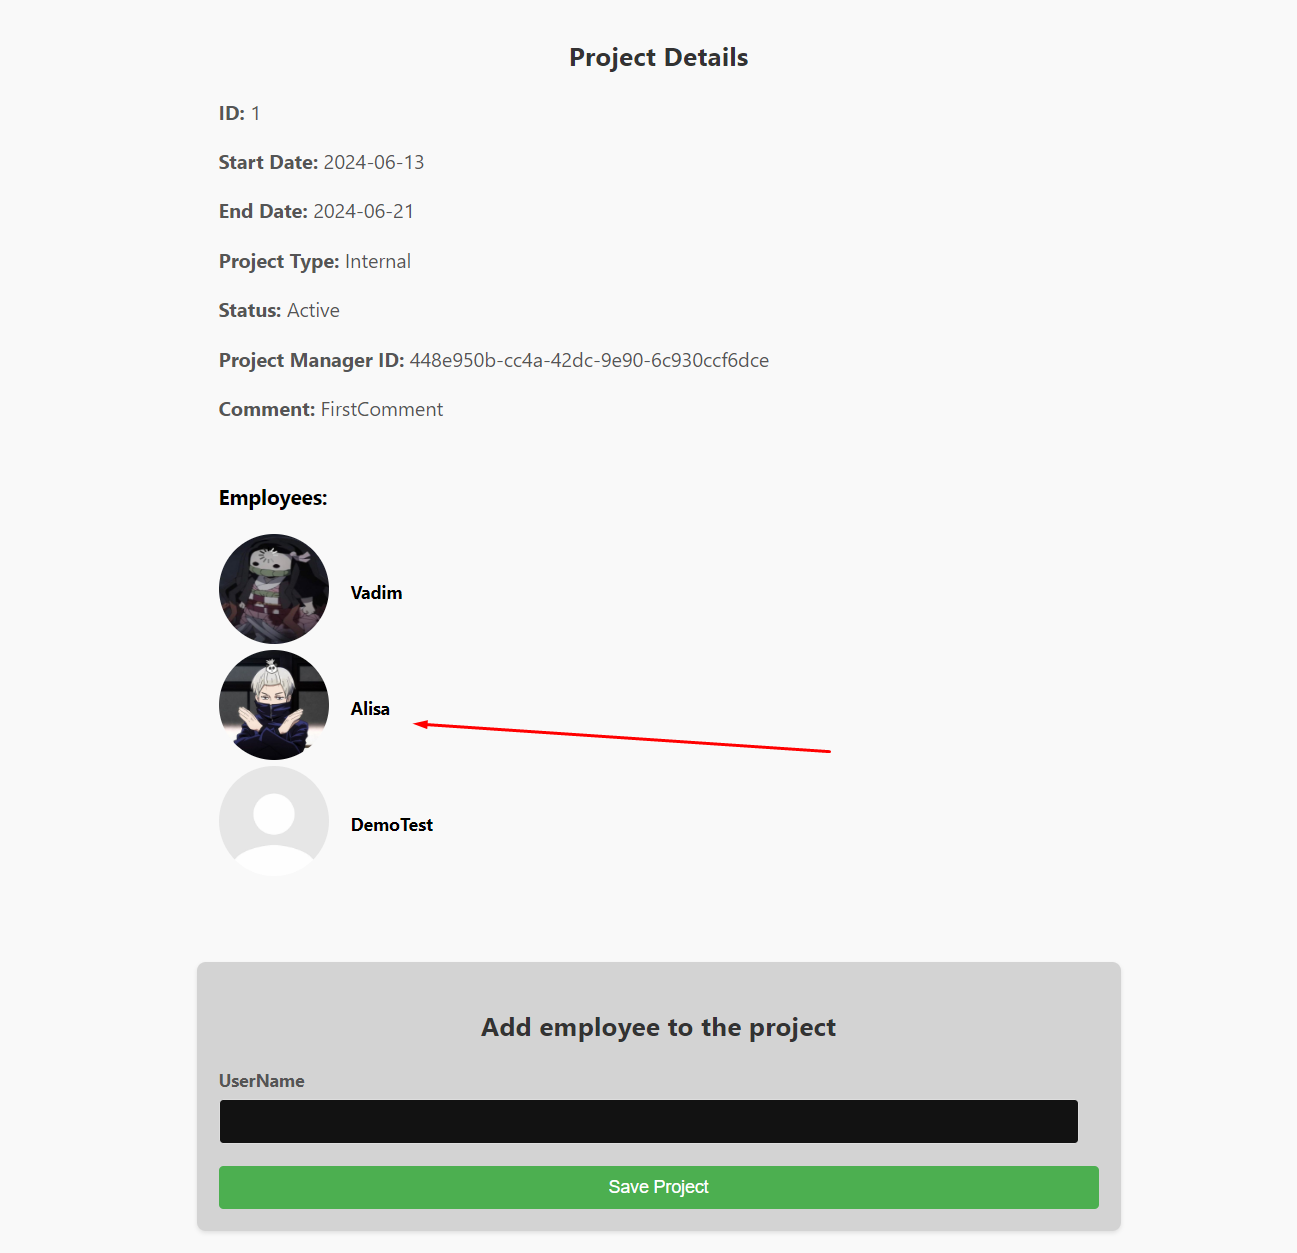 Project Details
ID: 1
Start Date: 2024-06-13
End Date: 2024-06-21
Project Type: Internal
Status: Active
Project Manager ID: 448e950b-cc4a-42dc-9e90-6c930ccf6dce
Comment: FirstComment
Employees:
Vadim
Alisa
DemoTest
Add employee to the project
UserName
Save Project